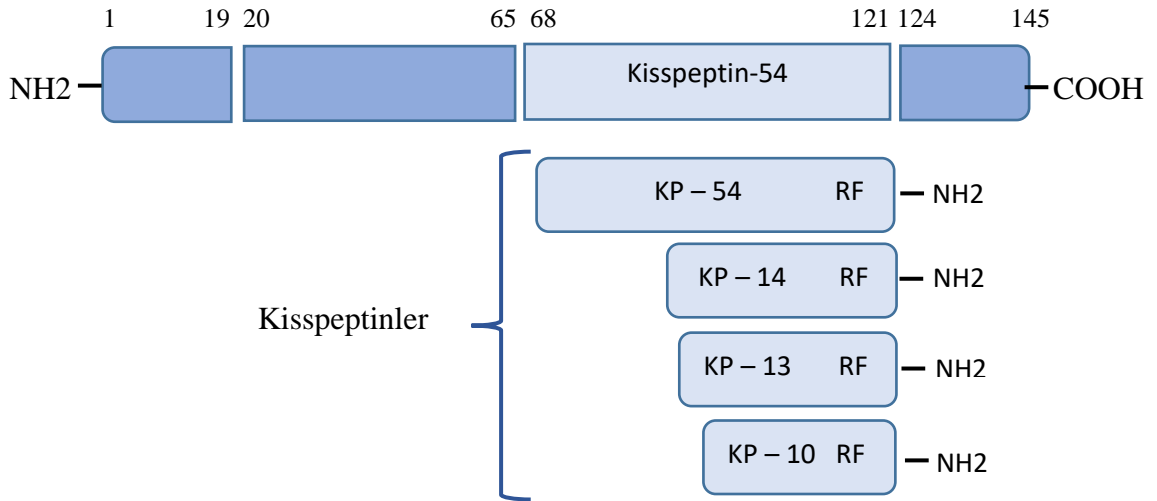 1 19 20 65 68 121 124 145
NH2 Kisspeptin-54 COOH
KP – 54 RF NH2
KP – 14 RF NH2
Kisspeptinler
KP – 13 RF NH2
KP – 10 RF NH2